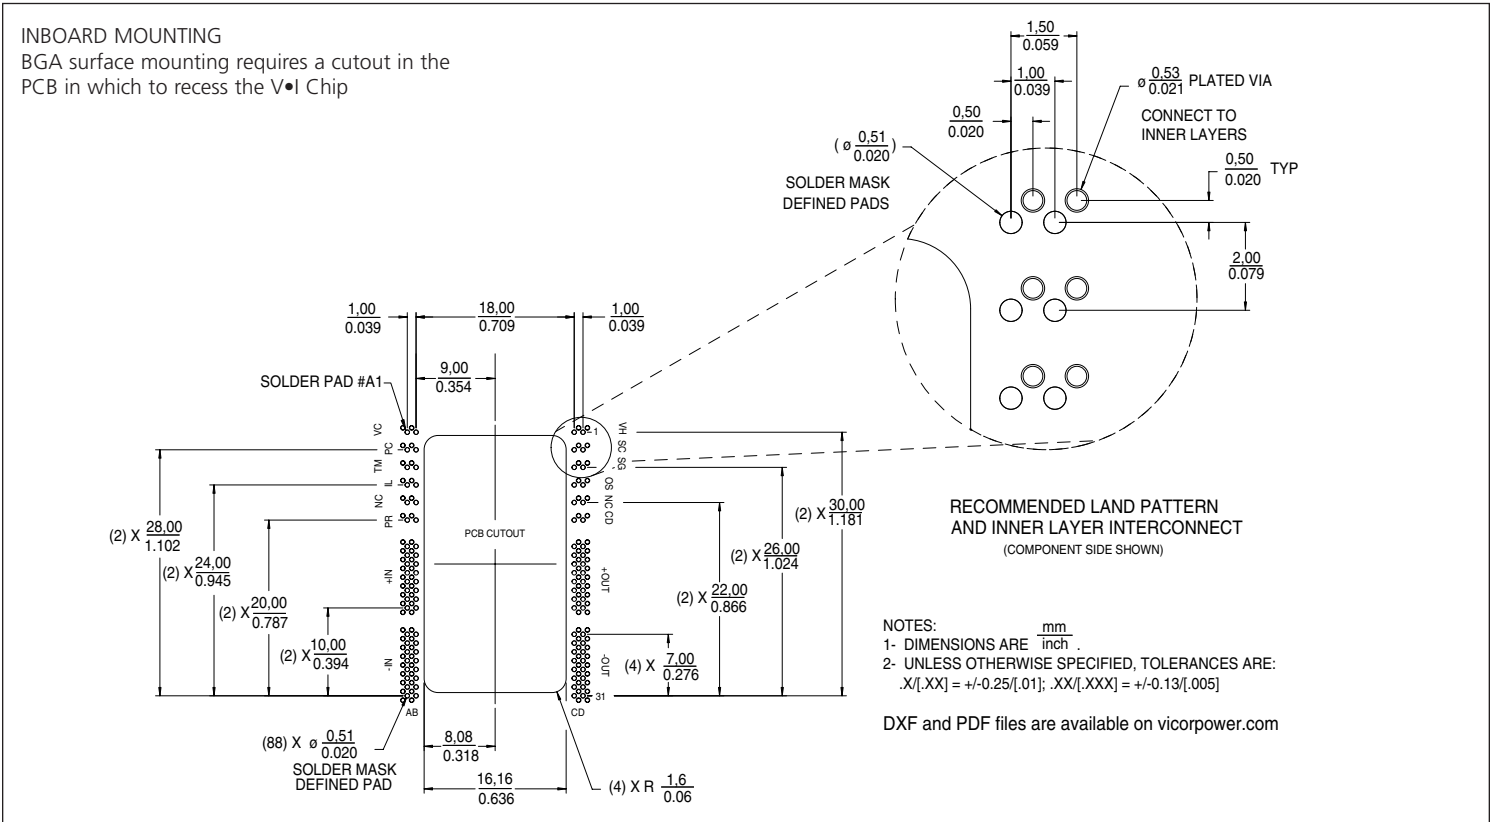 INBOARD MOUNTING
BGA surface mounting requires a cutout in the
PCB in which to recess the V•I Chip
1,50
0.059
1,00
0.039
0,50
0.020
ø 0,53
0.021 PLATED VIA
CONNECT TO
INNER LAYERS
( ø 0,51
0.020 )
SOLDER MASK
DEFINED PADS
0,50
0.020 TYP
2,00
0.079
1,00
0.039
18,00
0.709
1,00
0.039
9,00
0.354
SOLDER PAD #A1
VC
PC
TM
IL
NC
PR
+IN
-IN
1
VH
SC
SG
OS
NC
CD
+OUT
-OUT
31
AB
CD
PCB CUTOUT
(2) X 28,00
1.102
(2) X 24,00
0.945
(2) X 20,00
0.787
(2) X 10,00
0.394
(2) X 30,00
1.181
(2) X 26,00
1.024
(2) X 22,00
0.866
(4) X 7,00
0.276
(88) X ø 0,51
0.020
SOLDER MASK
DEFINED PAD
8,08
0.318
16,16
0.636
(4) X R 1,6
0.06
RECOMMENDED LAND PATTERN
AND INNER LAYER INTERCONNECT
(COMPONENT SIDE SHOWN)
NOTES:
1- DIMENSIONS ARE mm
inch .
2- UNLESS OTHERWISE SPECIFIED, TOLERANCES ARE:
.X/[.XX] = +/-0.25/[.01]; .XX/[.XXX] = +/-0.13/[.005]
DXF and PDF files are available on vicorpower.com